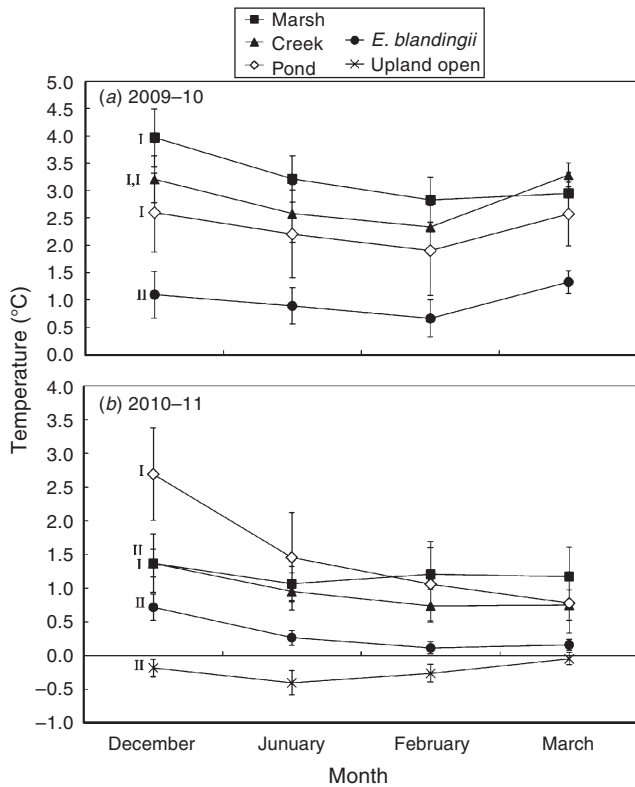 Marsh
Creek
Pond
E. blandingii
Upland open
(a) 2009–10
5.0
4.5
4.0
3.5
3.0
2.5
2.0
1.5
1.0
0.5
0.0
I
I,I
I
II
Temperature (°C)
(b) 2010–11
4.0
3.5
3.0
2.5
2.0
1.5
1.0
0.5
0.0
−0.5
−1.0
I
II
I
II
II
December
Junuary
February
March
Month